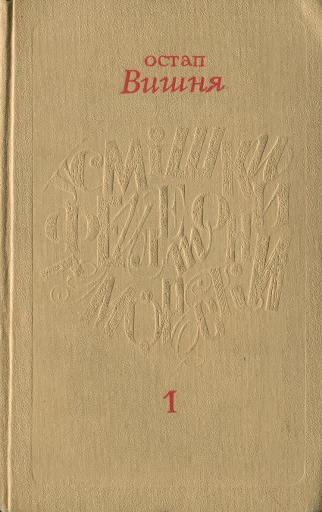 остап
Вишня
УСМІШКИ
ФЕЙЛЕТОНИ
ГУМОРЕСКИ
1